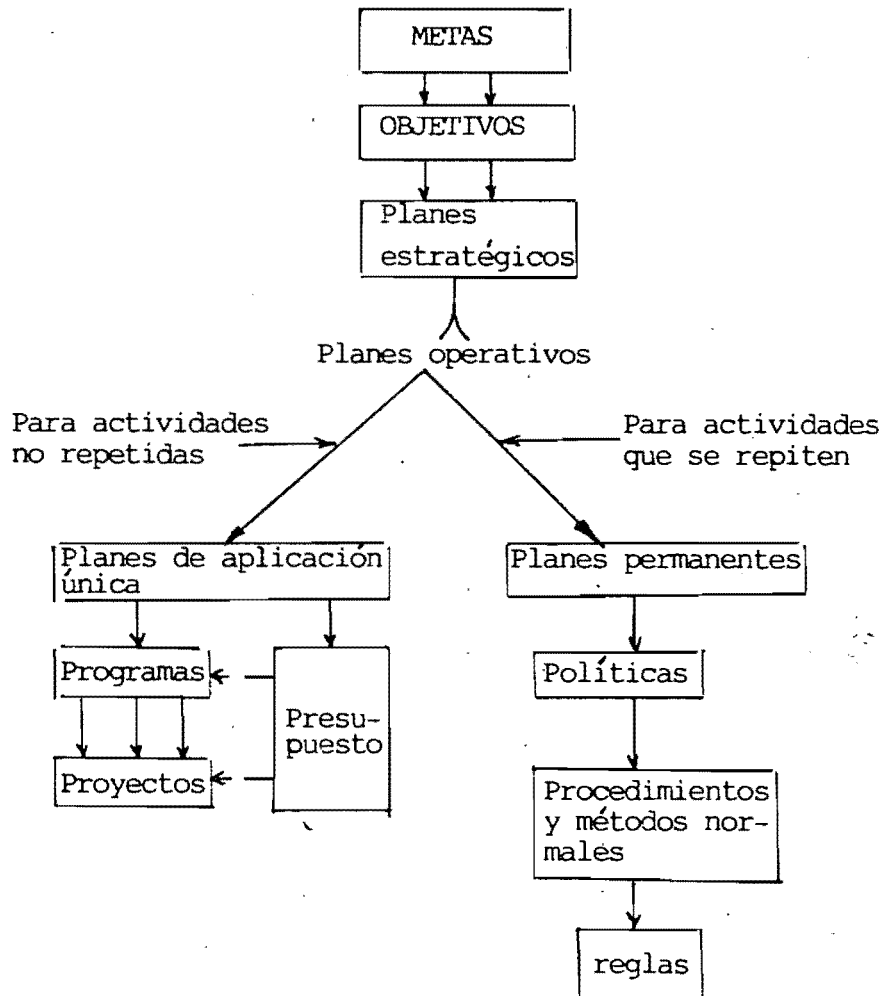 METAS
OBJETIVOS
Planes
estratégicos
Planes operativos
Para actividades
no repetidas
Para actividades
que se repiten
Planes de aplicación
única
Programas
Proyectos
Presu-
puesto
Planes permanentes
Políticas
Procedimientos
y métodos nor-
males
reglas